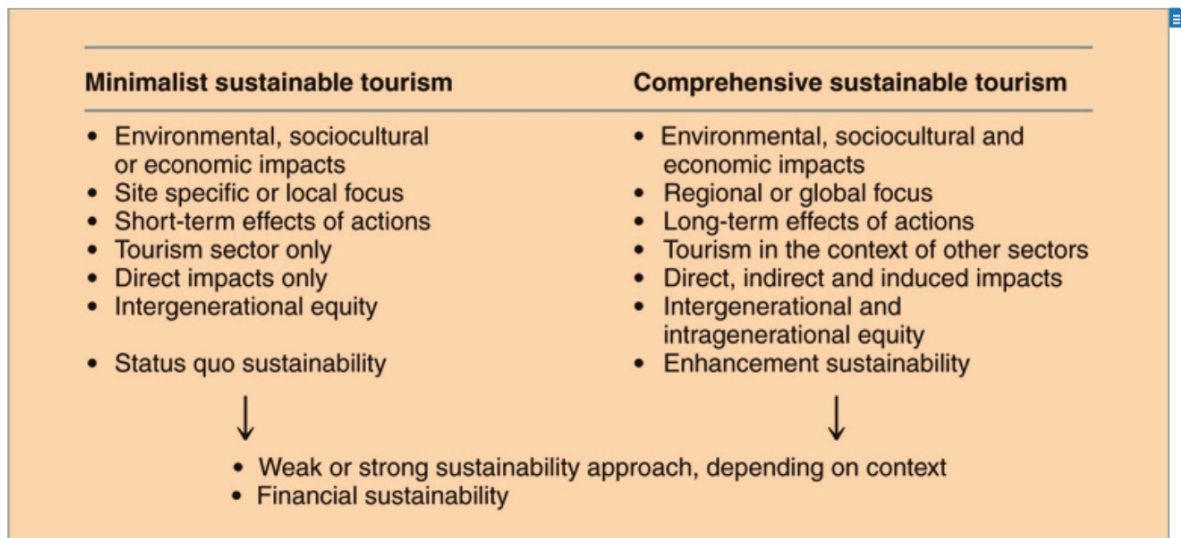 Minimalist sustainable tourism
• Environmental, sociocultural
or economic impacts
• Site specific or local focus
• Short-term effects of actions
• Tourism sector only
• Direct impacts only
• Intergenerational equity
• Status quo sustainability
Comprehensive sustainable tourism
• Environmental, sociocultural and
economic impacts
• Regional or global focus
• Long-term effects of actions
• Tourism in the context of other sectors
• Direct, indirect and induced impacts
• Intergenerational and
intragenerational equity
• Enhancement sustainability
• Weak or strong sustainability approach, depending on context
• Financial sustainability